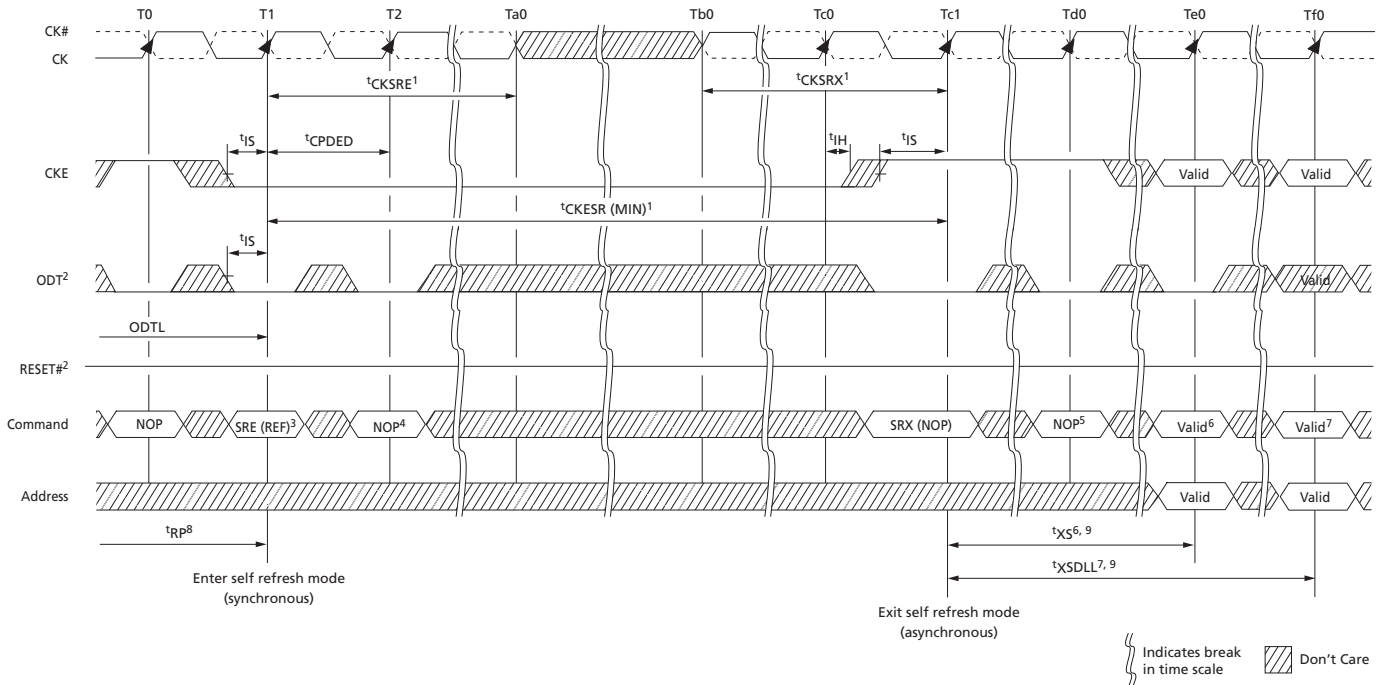 T0 T1 T2 Ta0 Tb0 Tc0 Tc1 Td0 Te0 Tf0
CK#
CK
tCKSRE1 tCKSRX1
tIS tCPDED tIH tIS
CKE Valid Valid
tCKESR (MIN)1
tIS
ODT2 Valid
ODTL
RESET#2
Command NOP SRE (REF)3 NOP4 SRX (NOP) NOP5 Valid6 Valid7
Address Valid Valid
tRP8 tXS6, 9
Enter self refresh mode
(synchronous)
tXSDLL7, 9
Exit self refresh mode
(asynchronous)
Indicates break
in time scale
Don't Care